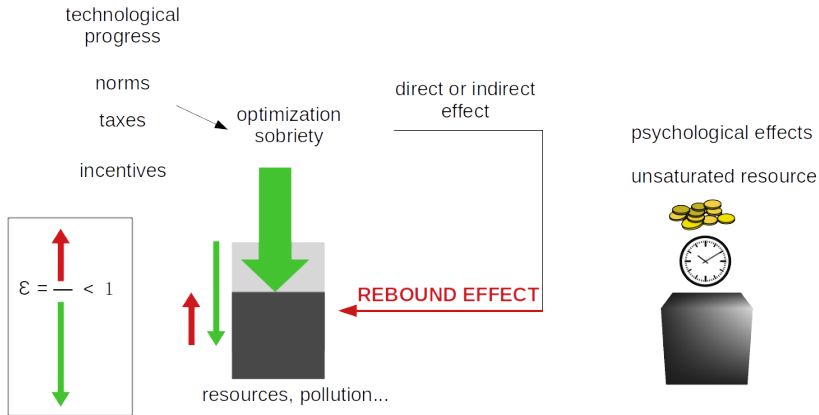 technological
progress
norms
taxes
incentives
optimization
sobriety
direct or indirect
effect
psychological effects
unsaturated resource
ε = — < 1
REBOUND EFFECT
resources, pollution...